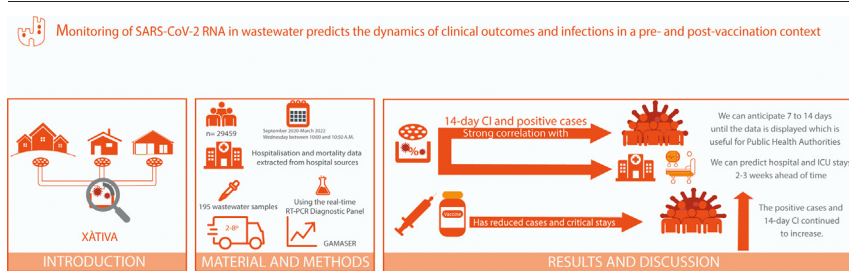 Monitoring of SARS-CoV-2 RNA in wastewater predicts the dynamics of clinical outcomes and infections in a pre- and post-vaccination context
XÀTIVA
INTRODUCTION
n= 29459
September 2020-March 2022
Wednesday between 10:00 and 10:50 A.M.
Hospitalisation and mortality data
extracted from hospital sources
195 wastewater samples
Using the real-time
RT-PCR Diagnostic Panel
2-8º
GAMASER
MATERIAL AND METHODS
%
14-day CI and positive cases
Strong correlation with
We can anticipate 7 to 14 days
until the data is displayed which is
useful for Public Health Authorities
We can predict hospital and ICU stays
2-3 weeks ahead of time
Vaccine
Has reduced cases and critical stays
The positive cases and
14-day CI continued
to increase.
RESULTS AND DISCUSSION